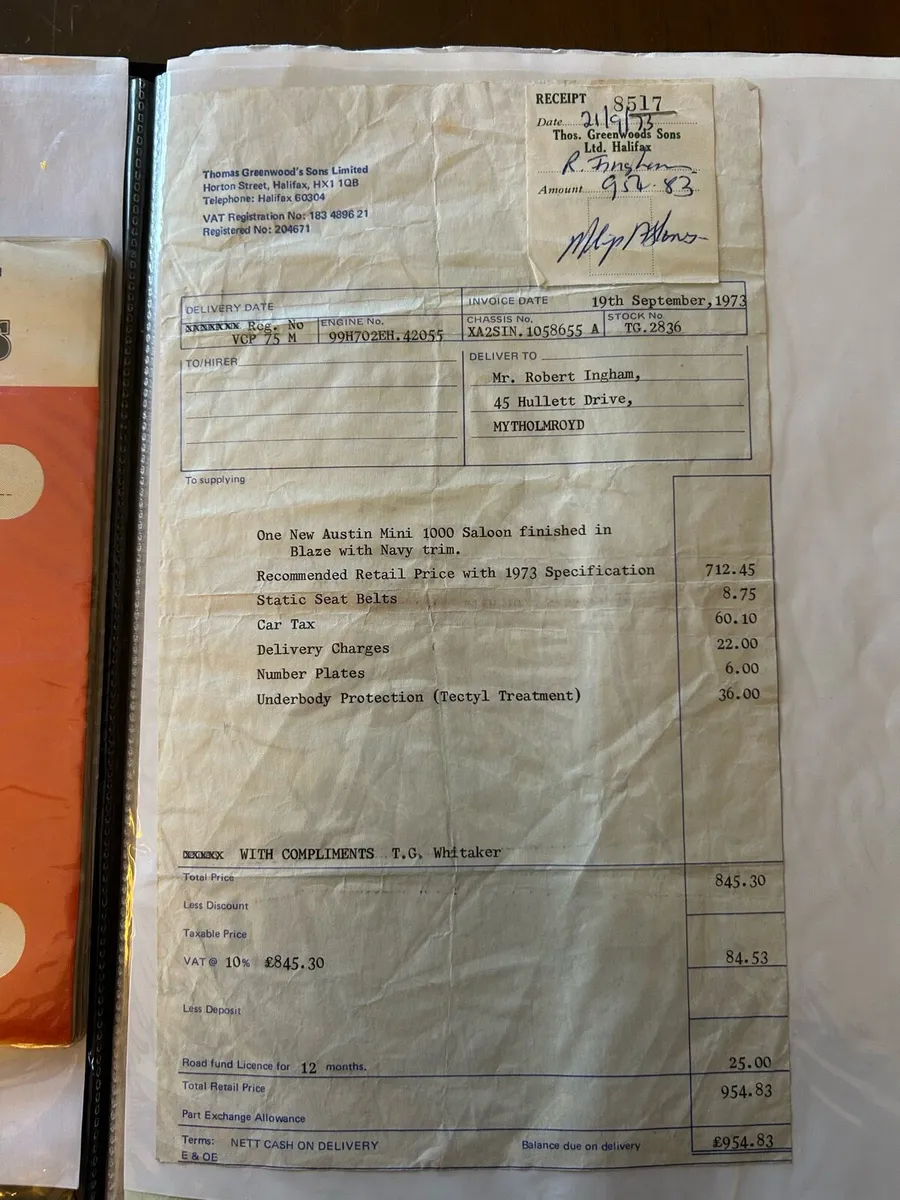 RECEIPT 8517
Date 21/9/73
Thos. Greenwoods Sons
Ltd. Halifax
R. Ingham
Amount 954.83
Thomas Greenwood's Sons Limited
Horton Street, Halifax, HX1 1QB
Telephone: Halifax 60304
VAT Registration No: 183 4896 21
Registered No: 204671
DELIVERY DATE
INVOICE DATE 19th September, 1973
xxxxxxx Reg. No
VCP 75 M
ENGINE No.
99H702EH.42055
CHASSIS No.
XA2SIN.1058655 A
STOCK No.
TG.2836
TO/HIRER
DELIVER TO
Mr. Robert Ingham,
45 Hullett Drive,
MYTHOLMROYD
To supplying
One New Austin Mini 1000 Saloon finished in
Blaze with Navy trim.
Recommended Retail Price with 1973 Specification 712.45
Static Seat Belts 8.75
Car Tax 60.10
Delivery Charges 22.00
Number Plates 6.00
Underbody Protection (Tectyl Treatment) 36.00
xxxxx WITH COMPLIMENTS T.G. Whitaker
Total Price 845.30
Less Discount
Taxable Price
VAT @ 10% £845.30 84.53
Less Deposit
Road fund Licence for 12 months. 25.00
Total Retail Price 954.83
Part Exchange Allowance
Terms: NETT CASH ON DELIVERY Balance due on delivery £954.83
E & OE